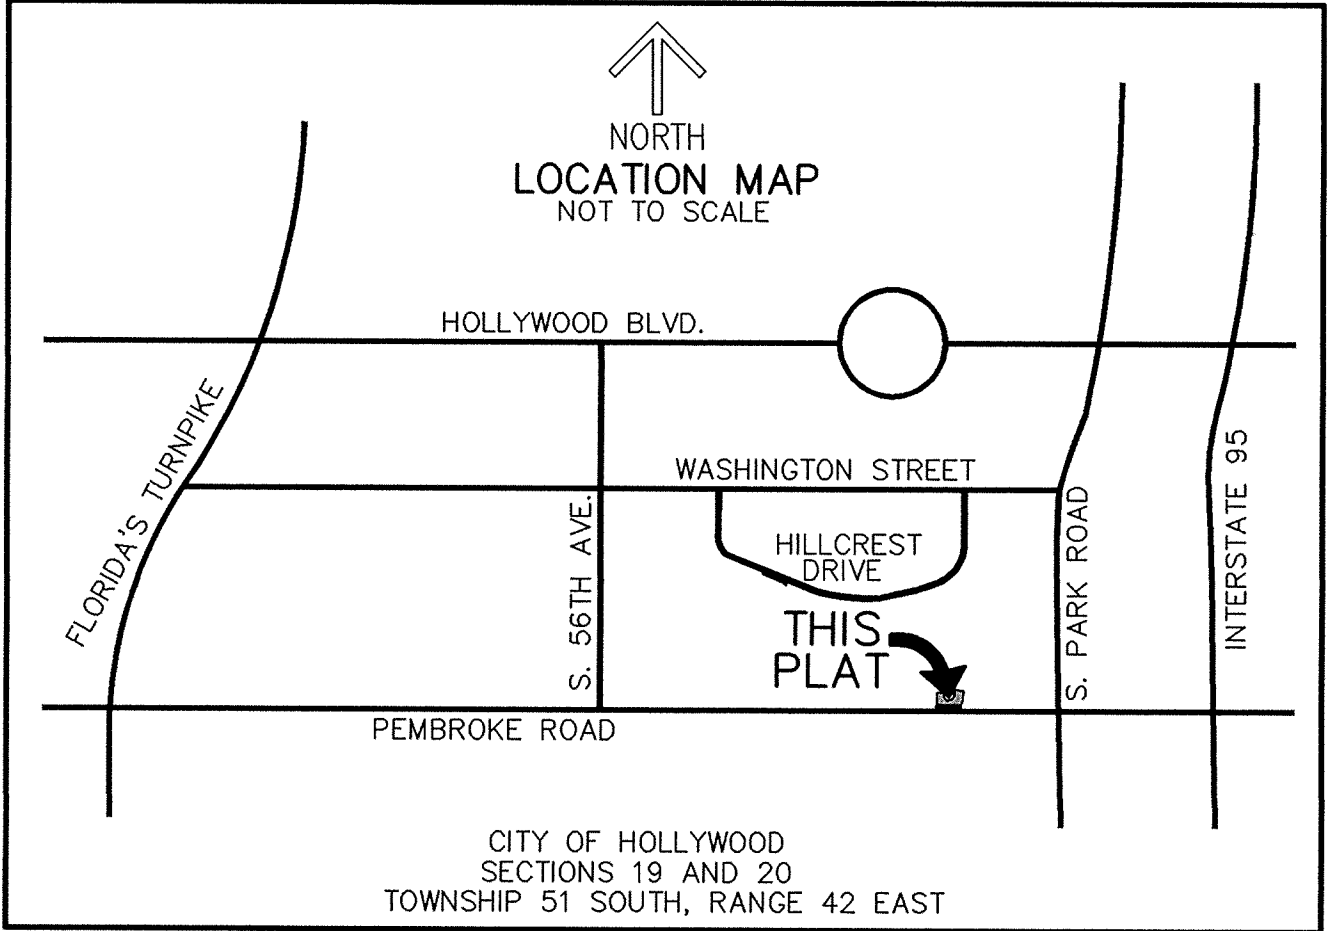 NORTH
LOCATION MAP
NOT TO SCALE
HOLLYWOOD BLVD.
FLORIDA'S TURNPIKE
WASHINGTON STREET
S. 56TH AVE.
HILLCREST
DRIVE
S. PARK ROAD
INTERSTATE 95
THIS
PLAT
PEMBROKE ROAD
CITY OF HOLLYWOOD
SECTIONS 19 AND 20
TOWNSHIP 51 SOUTH, RANGE 42 EAST